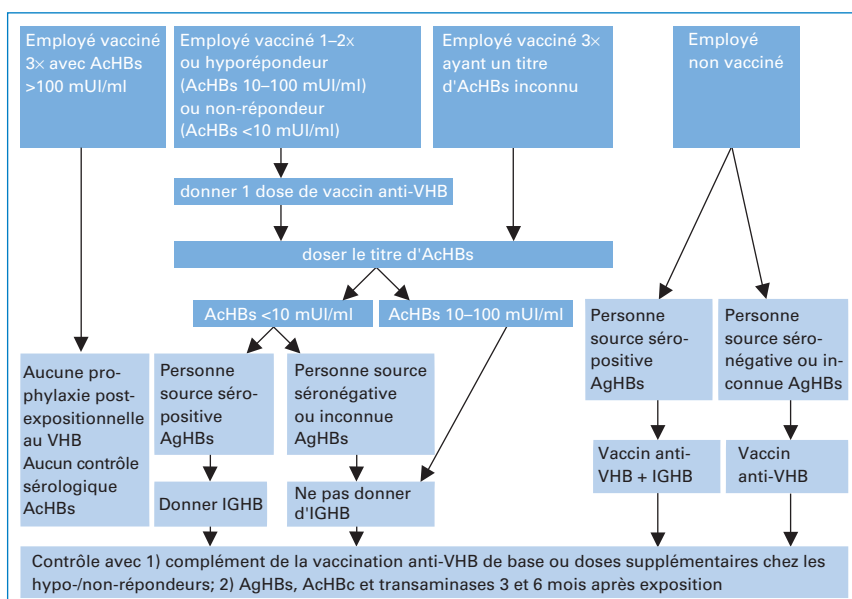 Employé vacciné
3× avec AcHBs
>100 mUI/ml
Employé vacciné 1–2×
ou hyporépondeur
(AcHBs 10–100 mUI/ml)
ou non-répondeur
(AcHBs <10 mUI/ml)
Employé vacciné 3×
ayant un titre
d'AcHBs inconnu
Employé
non vacciné
donner 1 dose de vaccin anti-VHB
doser le titre d'AcHBs
AcHBs <10 mUI/ml
AcHBs 10–100 mUI/ml
Aucune pro-
phylaxie post-
expositionnelle
au VHB
Aucun contrôle
sérologique
AcHBs
Personne
source séro-
positive
AgHBs
Personne source
séronégative
ou inconnue
AgHBs
Personne
source séro-
positive
AgHBs
Personne
source séro-
négative ou in-
connue AgHBs
Donner IGHB
Ne pas donner
d'IGHB
Vaccin anti-
VHB + IGHB
Vaccin
anti-VHB
Contrôle avec 1) complément de la vaccination anti-VHB de base ou doses supplémentaires chez les
hypo-/non-répondeurs; 2) AgHBs, AcHBc et transaminases 3 et 6 mois après exposition